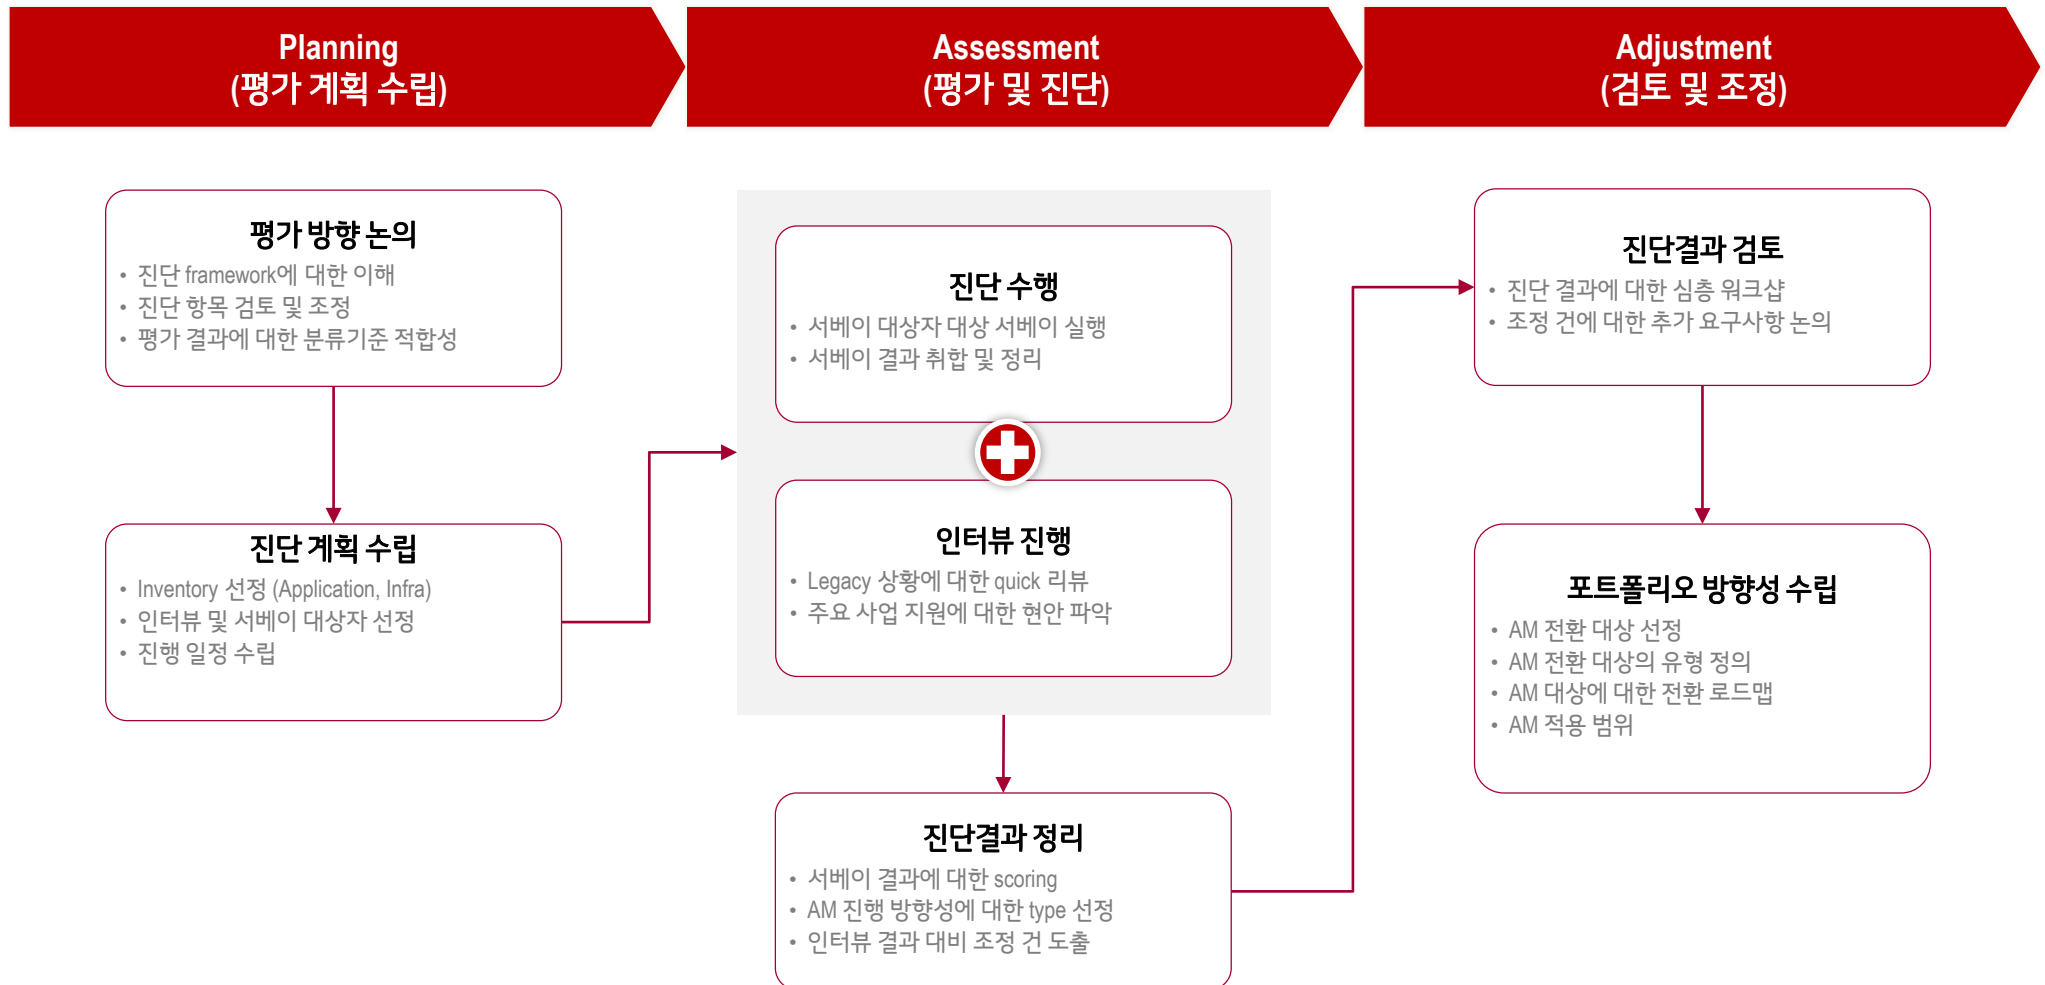 Planning
(평가 계획 수립)
Assessment
(평가 및 진단)
Adjustment
(검토 및 조정)
평가 방향 논의
• 진단 framework에 대한 이해
• 진단 항목 검토 및 조정
• 평가 결과에 대한 분류기준 적합성
진단 계획 수립
• Inventory 선정 (Application, Infra)
• 인터뷰 및 서베이 대상자 선정
• 진행 일정 수립
진단 수행
• 서베이 대상자 대상 서베이 실행
• 서베이 결과 취합 및 정리
인터뷰 진행
• Legacy 상황에 대한 quick 리뷰
• 주요 사업 지원에 대한 현안 파악
진단결과 정리
• 서베이 결과에 대한 scoring
• AM 진행 방향성에 대한 type 선정
• 인터뷰 결과 대비 조정 건 도출
진단결과 검토
• 진단 결과에 대한 심층 워크샵
• 조정 건에 대한 추가 요구사항 논의
포트폴리오 방향성 수립
• AM 전환 대상 선정
• AM 전환 대상의 유형 정의
• AM 대상에 대한 전환 로드맵
• AM 적용 범위